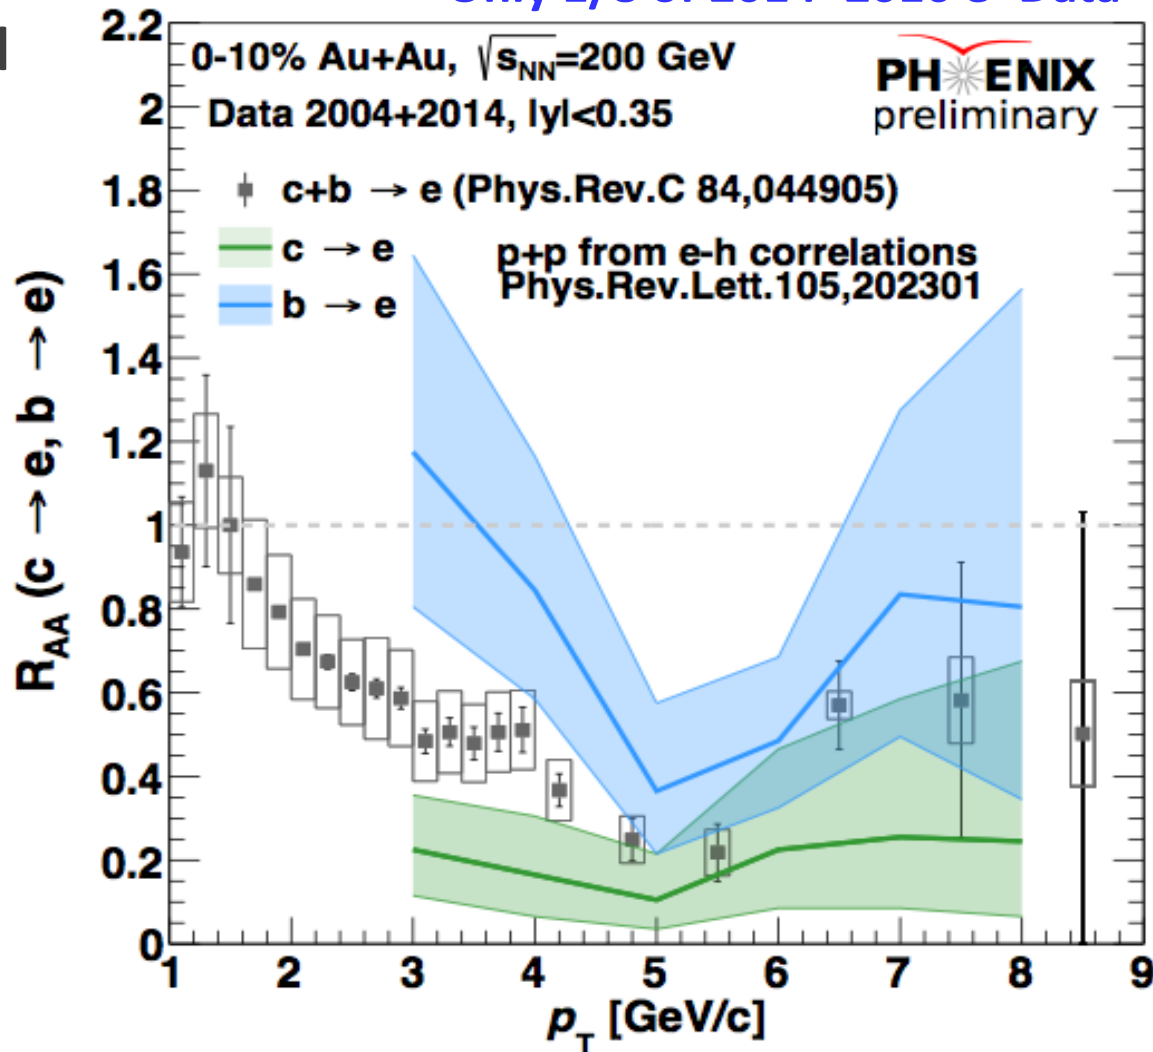 2.2
0-10% Au+Au, √sNN=200 GeV
PHENIX
preliminary
2
Data 2004+2014, |y|<0.35
1.8
c+b → e (Phys.Rev.C 84,044905)
c → e
p+p from e-h correlations
1.6
Phys.Rev.Lett.105,202301
b → e
1.4
1.2
1
0.8
0.6
0.4
0.2
0
RAA (c → e, b → e)
1 2 3 4 5 6 7 8 9
pT [GeV/c]